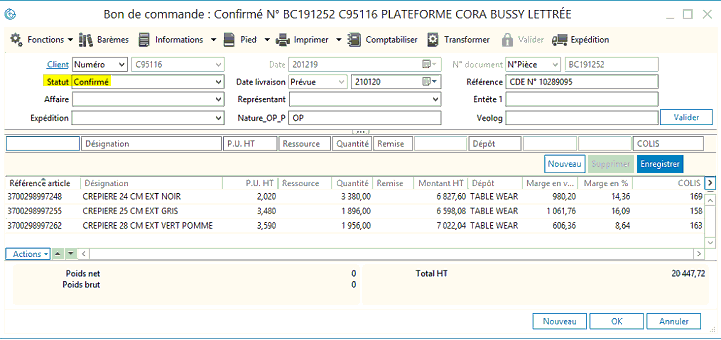 Bon de commande : Confirmé N° BC191252 C95116 PLATEFORME CORA BUSSY LETTRÉE
Fonctions Barèmes Informations Pied Imprimer Comptabiliser Transformer Valider Expédition
Client Numéro C95116 Date 201219 N° document N°Pièce BC191252
Statut Confirmé Date livraison Prévue 210120 Référence CDE N° 10289095
Affaire Représentant Entéte 1
Expédition Nature_OP_P OP Veolog Valider
Désignation P.U. HT Ressource Quantité Remise Dépôt COLIS
Nouveau Supprimer Enregistrer
Référence article Désignation P.U. HT Ressource Quantité Remise Montant HT Dépôt Marge en v... Marge en % COLIS
3700298997248 CREPIERE 24 CM EXT NOIR 2,020 3 380,00 6 827,60 TABLE WEAR 980,20 14,36 169
3700298997255 CREPIERE 25 CM EXT GRIS 3,480 1 896,00 6 598,08 TABLE WEAR 1 061,76 16,09 158
3700298997262 CREPIERE 28 CM EXT VERT POMME 3,590 1 956,00 7 022,04 TABLE WEAR 606,36 8,64 163
Actions
Poids net 0 Total HT 20 447,72
Poids brut 0
Nouveau OK Annuler